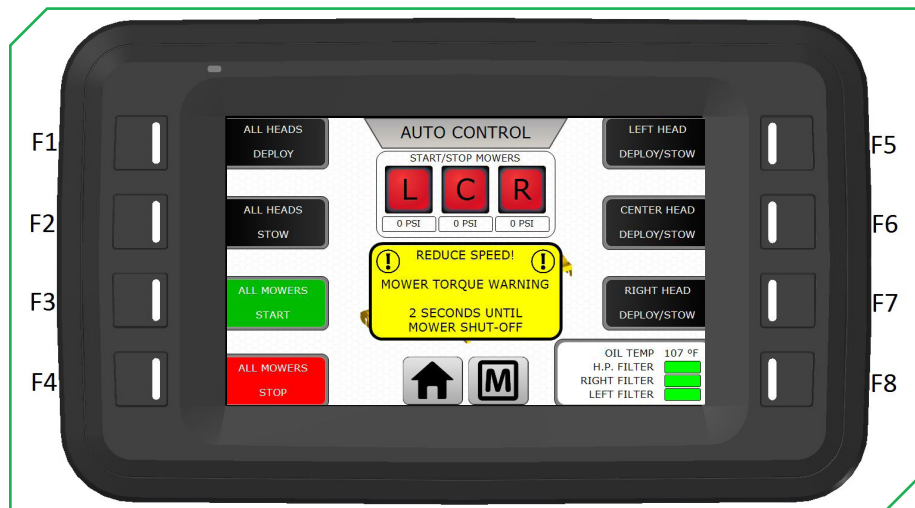 F1
F2
F3
F4
ALL HEADS
DEPLOY
ALL HEADS
STOW
ALL MOWERS
START
ALL MOWERS
STOP
AUTO CONTROL
START/STOP MOWERS
L C R
0 PSI 0 PSI 0 PSI
! REDUCE SPEED! !
MOWER TORQUE WARNING
2 SECONDS UNTIL
MOWER SHUT-OFF
M
LEFT HEAD
DEPLOY/STOW
CENTER HEAD
DEPLOY/STOW
RIGHT HEAD
DEPLOY/STOW
OIL TEMP 107 ºF
H.P. FILTER
RIGHT FILTER
LEFT FILTER
F5
F6
F7
F8